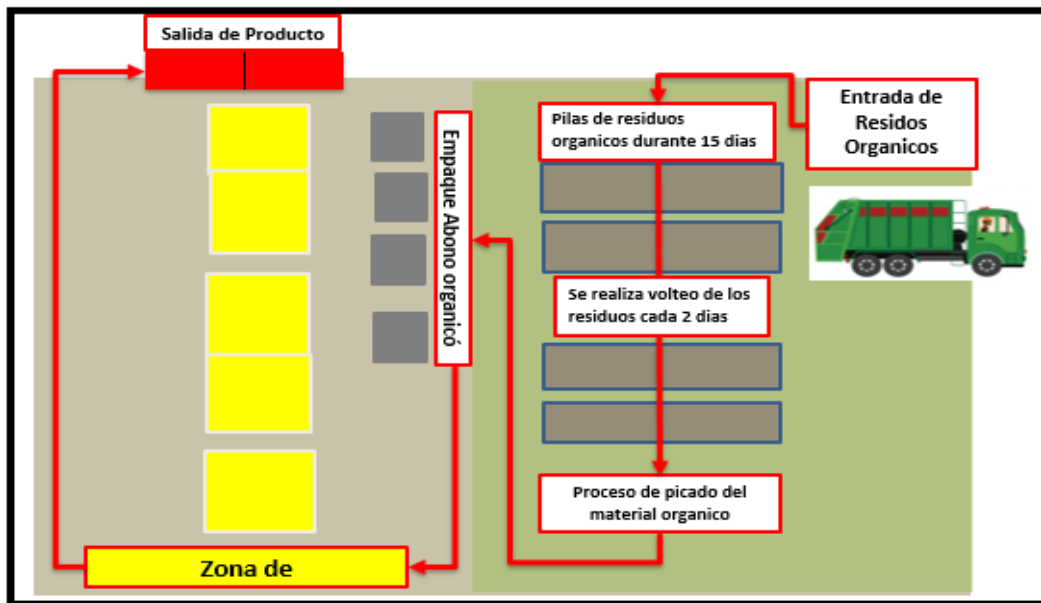 Salida de Producto
Entrada de
Residos
Organicos
Pilas de residuos
organicos durante 15 dias
Se realiza volteo de los
residuos cada 2 dias
Proceso de picado del
material organico
Empaque Abono organicó
Zona de